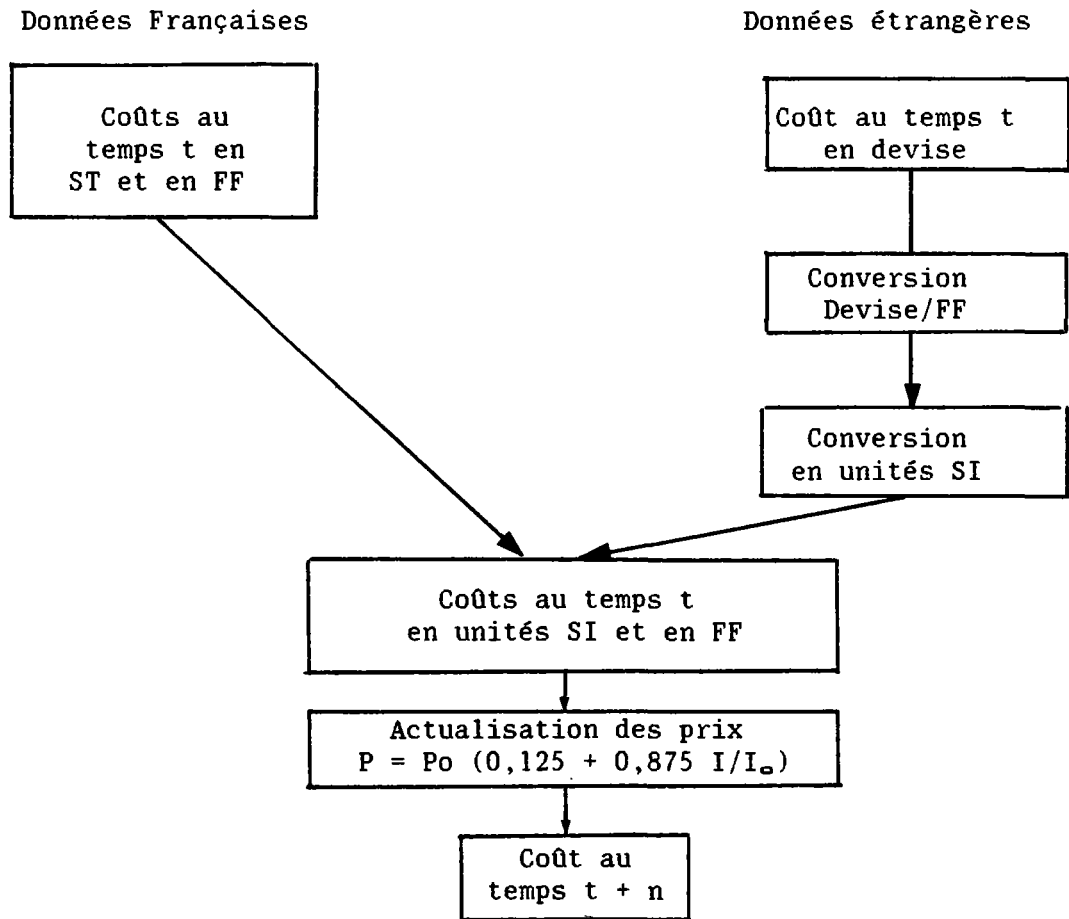 Données Françaises
Données étrangères
Coûts au
temps t en
ST et en FF
Coût au temps t
en devise
Conversion
Devise/FF
Conversion
en unités SI
Coûts au temps t
en unités SI et en FF
Actualisation des prix
P = Po (0,125 + 0,875 I/Iₒ)
Coût au
temps t + n